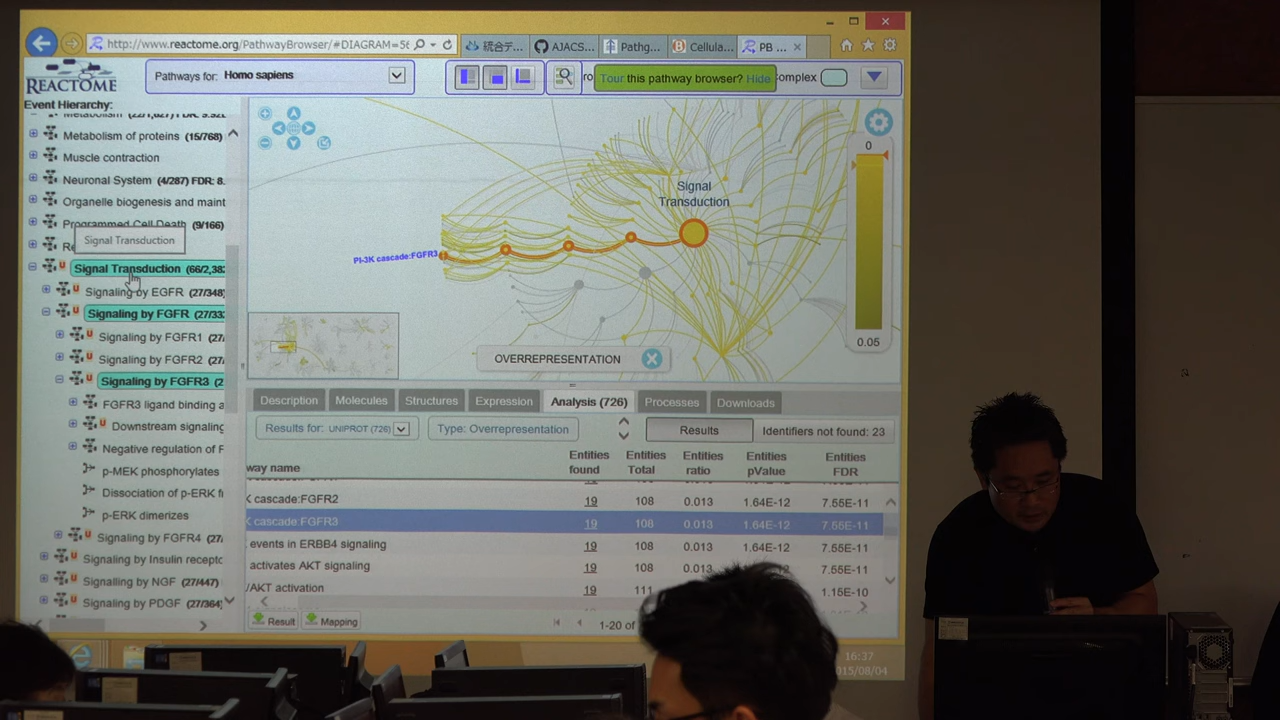 http://www.reactome.org/PathwayBrowser/#DIAGRAM=5
統合デ...
AJACS...
Pathg...
Cellula...
PB ...
REACTOME
Pathways for: Homo sapiens
Tour this pathway browser? Hide
omplex
Event Hierarchy:
Metabolism
Metabolism of proteins (15/768)
Muscle contraction
Neuronal System (4/287) FDR: 8.
Organelle biogenesis and maint
Programmed Cell Death (9/166)
Re
Signal Transduction
Signal Transduction (66/2,38
Signaling by EGFR (27/348)
Signaling by FGFR (27/33
Signaling by FGFR1 (27
Signaling by FGFR2 (27
Signaling by FGFR3 (2
FGFR3 ligand binding a
Downstream signaling
Negative regulation of F
p-MEK phosphorylates
Dissociation of p-ERK f
p-ERK dimerizes
Signaling by FGFR4 (27/
Signaling by Insulin recepto
Signalling by NGF (27/447)
Signaling by PDGF (27/364)
Signal
Transduction
PI-3K cascade:FGFR3
0
0.05
OVERREPRESENTATION
Description
Molecules
Structures
Expression
Analysis (726)
Processes
Downloads
Results for: UNIPROT (726)
Type: Overrepresentation
Results
Identifiers not found: 23
way name
Entities found
Entities Total
Entities ratio
Entities pValue
Entities FDR
cascade:FGFR2 19 108 0.013 1.64E-12 7.55E-11
cascade:FGFR3 19 108 0.013 1.64E-12 7.55E-11
events in ERBB4 signaling 19 108 0.013 1.64E-12 7.55E-11
activates AKT signaling 19 108 0.013 1.64E-12 7.55E-11
/AKT activation 19 111 1.15E-10
Result
Mapping
1-20 of
16:37
015/08/04